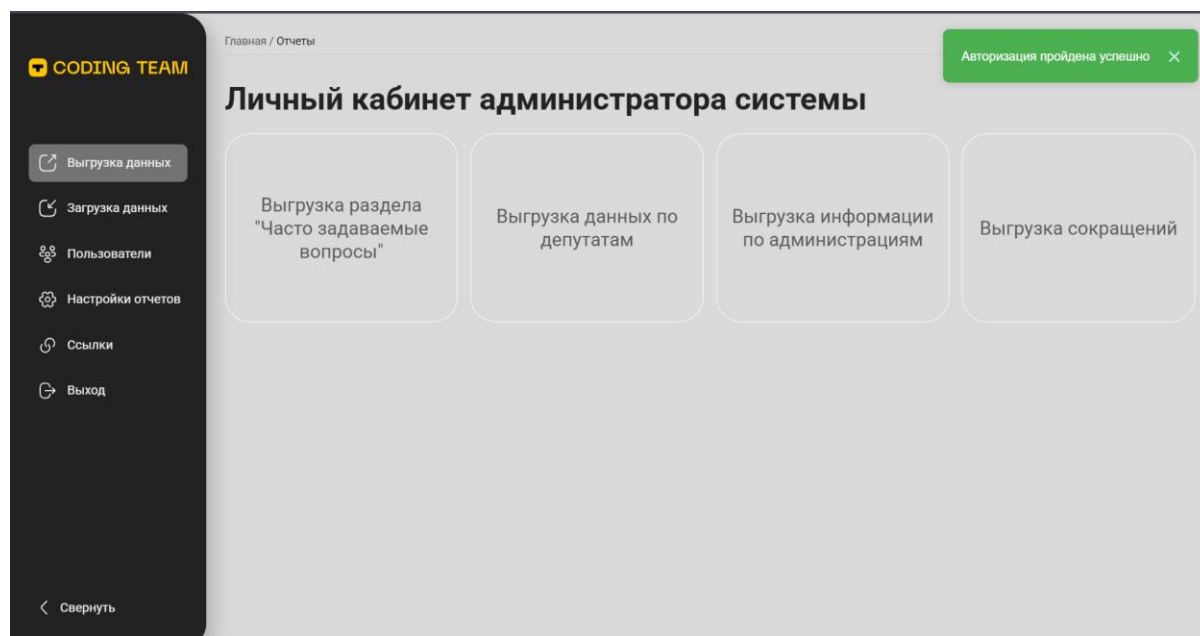 CODING TEAM
Выгрузка данных
Загрузка данных
Пользователи
Настройки отчетов
Ссылки
Выход
Свернуть
Главная / Отчеты
Авторизация пройдена успешно
Личный кабинет администратора системы
Выгрузка раздела
"Часто задаваемые
вопросы"
Выгрузка данных по
депутатам
Выгрузка информации
по администрациям
Выгрузка сокращений